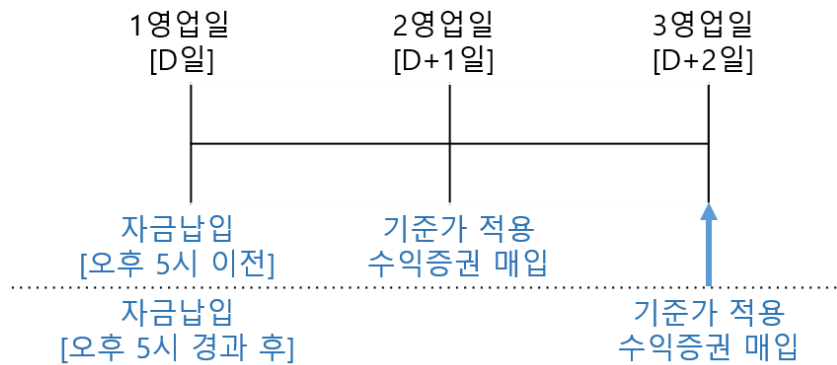 1영업일 2영업일 3영업일
[D일] [D+1일] [D+2일]
자금납입 기준가 적용
[오후 5시 이전] 수익증권 매입
자금납입 기준가 적용
[오후 5시 경과 후] 수익증권 매입